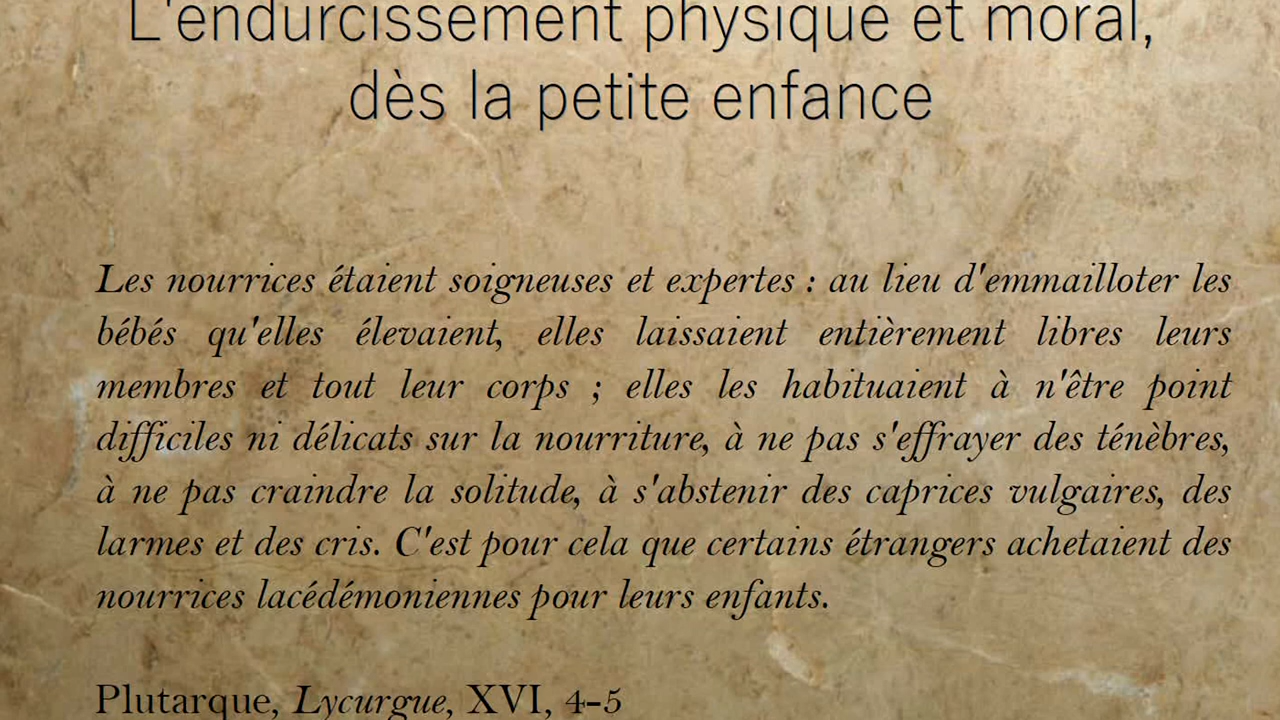 L'endurcissement physique et moral,
dès la petite enfance
Les nourrices étaient soigneuses et expertes : au lieu d'emmailloter les
bébés qu'elles élevaient, elles laissaient entièrement libres leurs
membres et tout leur corps ; elles les habituaient à n'être point
difficiles ni délicats sur la nourriture, à ne pas s'effrayer des ténèbres,
à ne pas craindre la solitude, à s'abstenir des caprices vulgaires, des
larmes et des cris. C'est pour cela que certains étrangers achetaient des
nourrices lacédémoniennes pour leurs enfants.
Plutarque, Lycurgue, XVI, 4-5